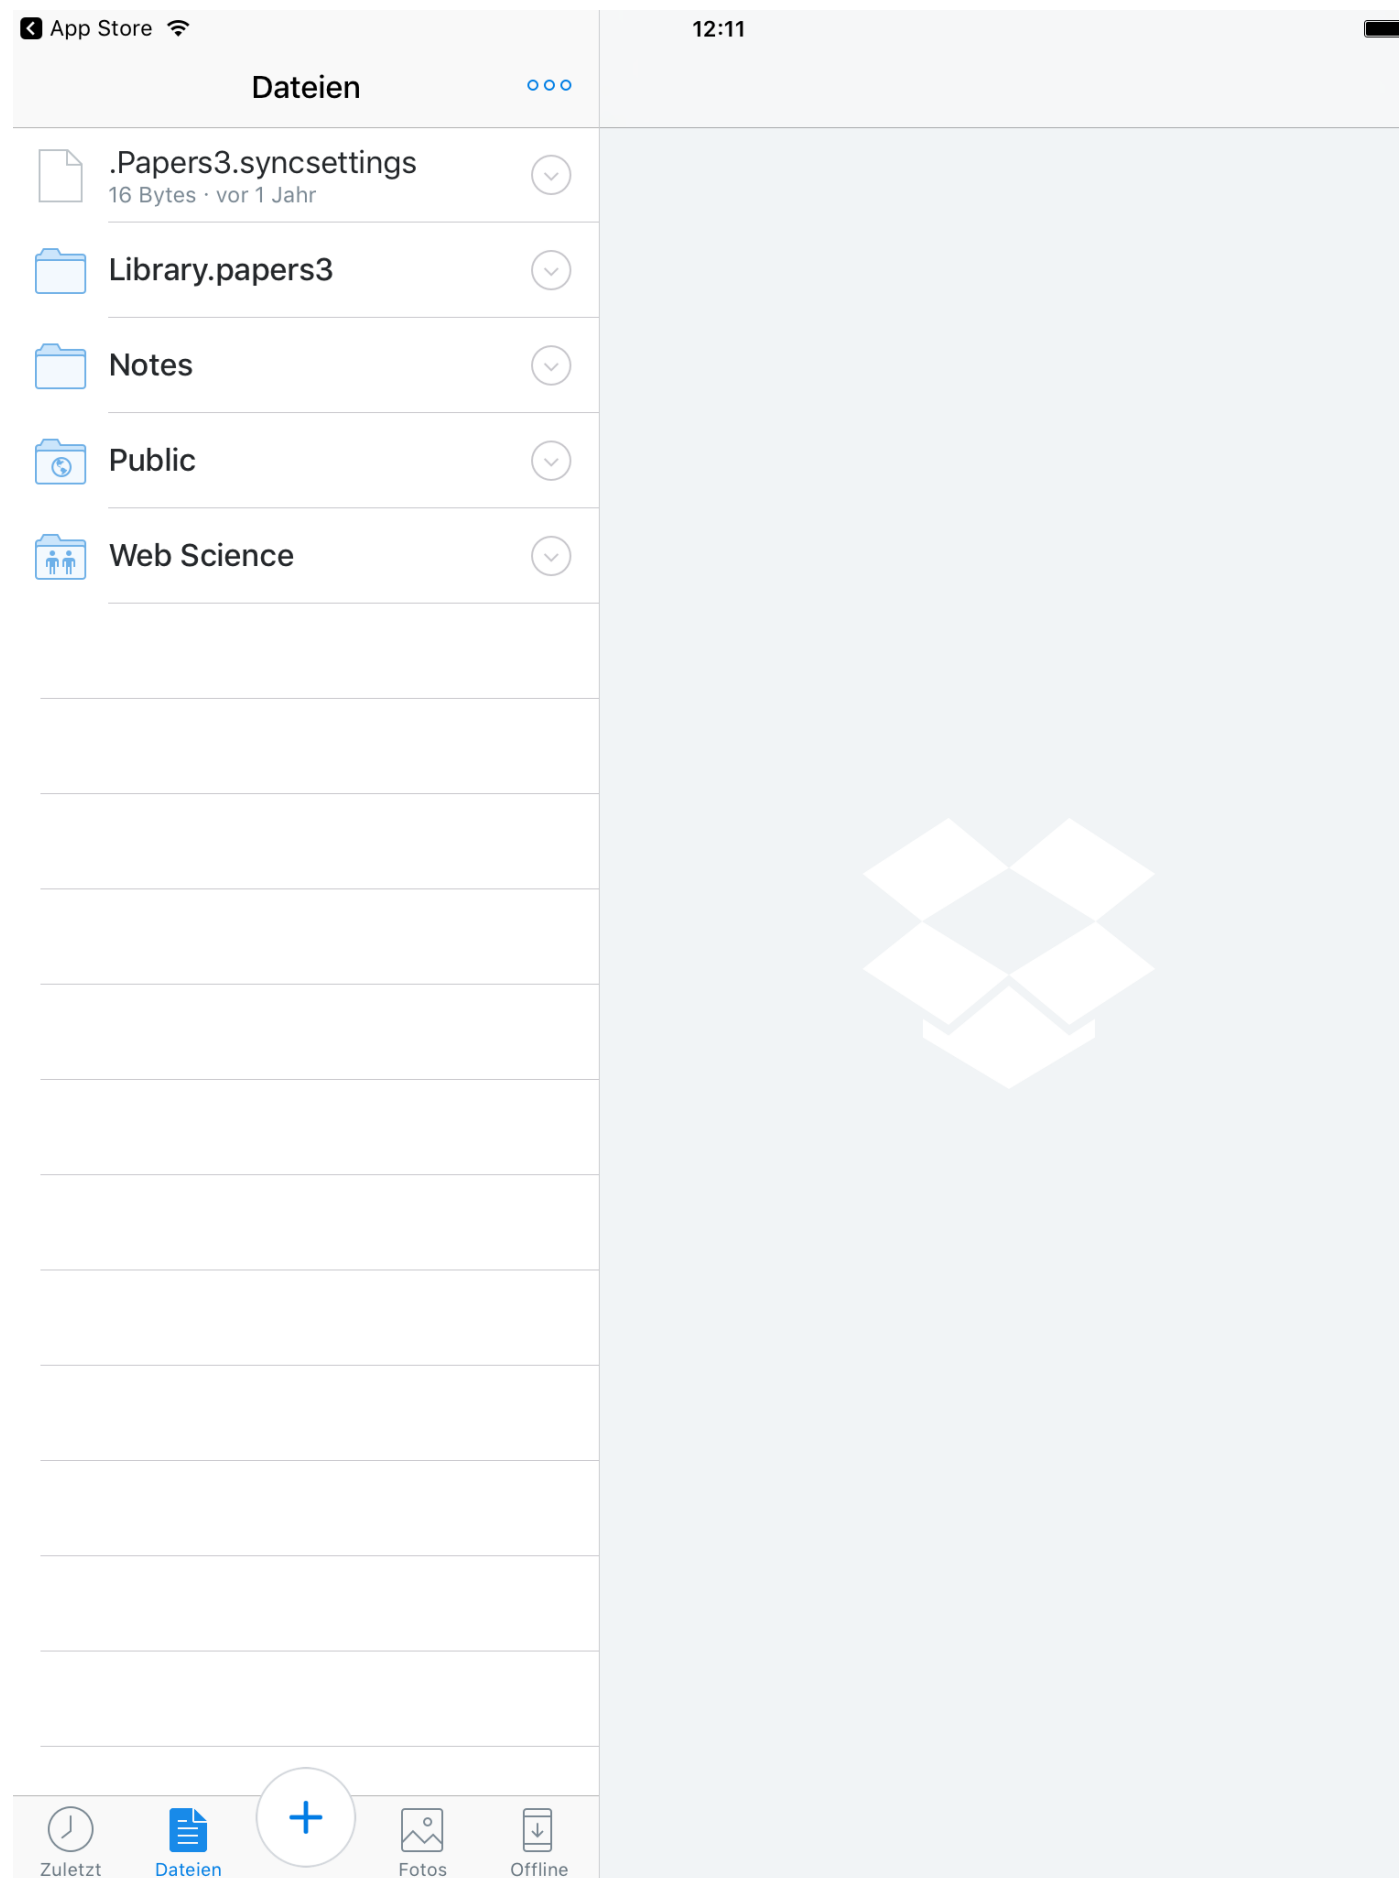 App Store
12:11
Dateien
.Papers3.syncsettings
16 Bytes · vor 1 Jahr
Library.papers3
Notes
Public
Web Science
Zuletzt
Dateien
Fotos
Offline